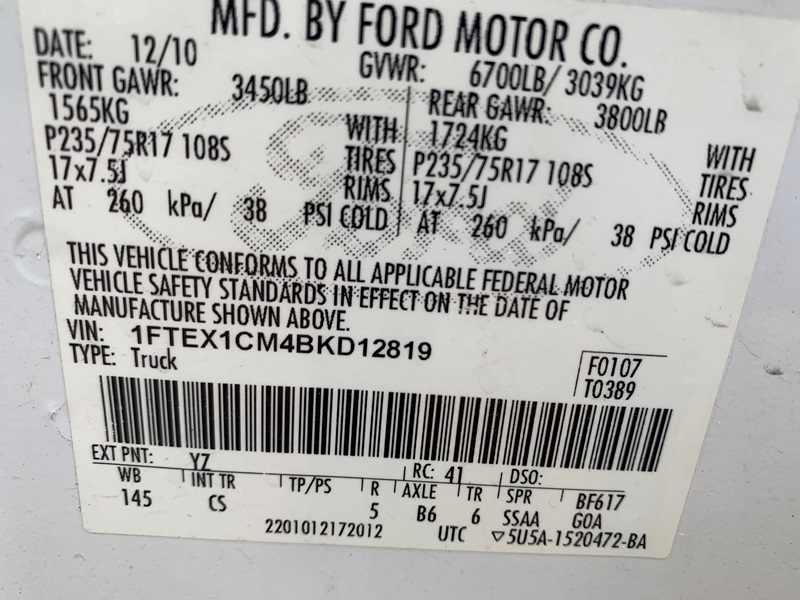 MFD. BY FORD MOTOR CO.
DATE: 12/10 GVWR: 6700LB/ 3039KG
FRONT GAWR: 3450LB REAR GAWR: 3800LB
1565KG WITH 1724KG WITH
P235/75R17 108S TIRES P235/75R17 108S TIRES
17x7.5J RIMS 17x7.5J RIMS
AT 260 kPa/ 38 PSI COLD AT 260 kPa/ 38 PSI COLD
THIS VEHICLE CONFORMS TO ALL APPLICABLE FEDERAL MOTOR
VEHICLE SAFETY STANDARDS IN EFFECT ON THE DATE OF
MANUFACTURE SHOWN ABOVE.
VIN: 1FTEX1CM4BKD12819
TYPE: Truck
F0107
T0389
EXT PNT: YZ RC: 41 DSO:
WB INT TR TP/PS R AXLE TR SPR BF617
145 CS 5 B6 6 SSAA GOA
2201012172012 UTC ▽5U5A-1520472-BA
Ford